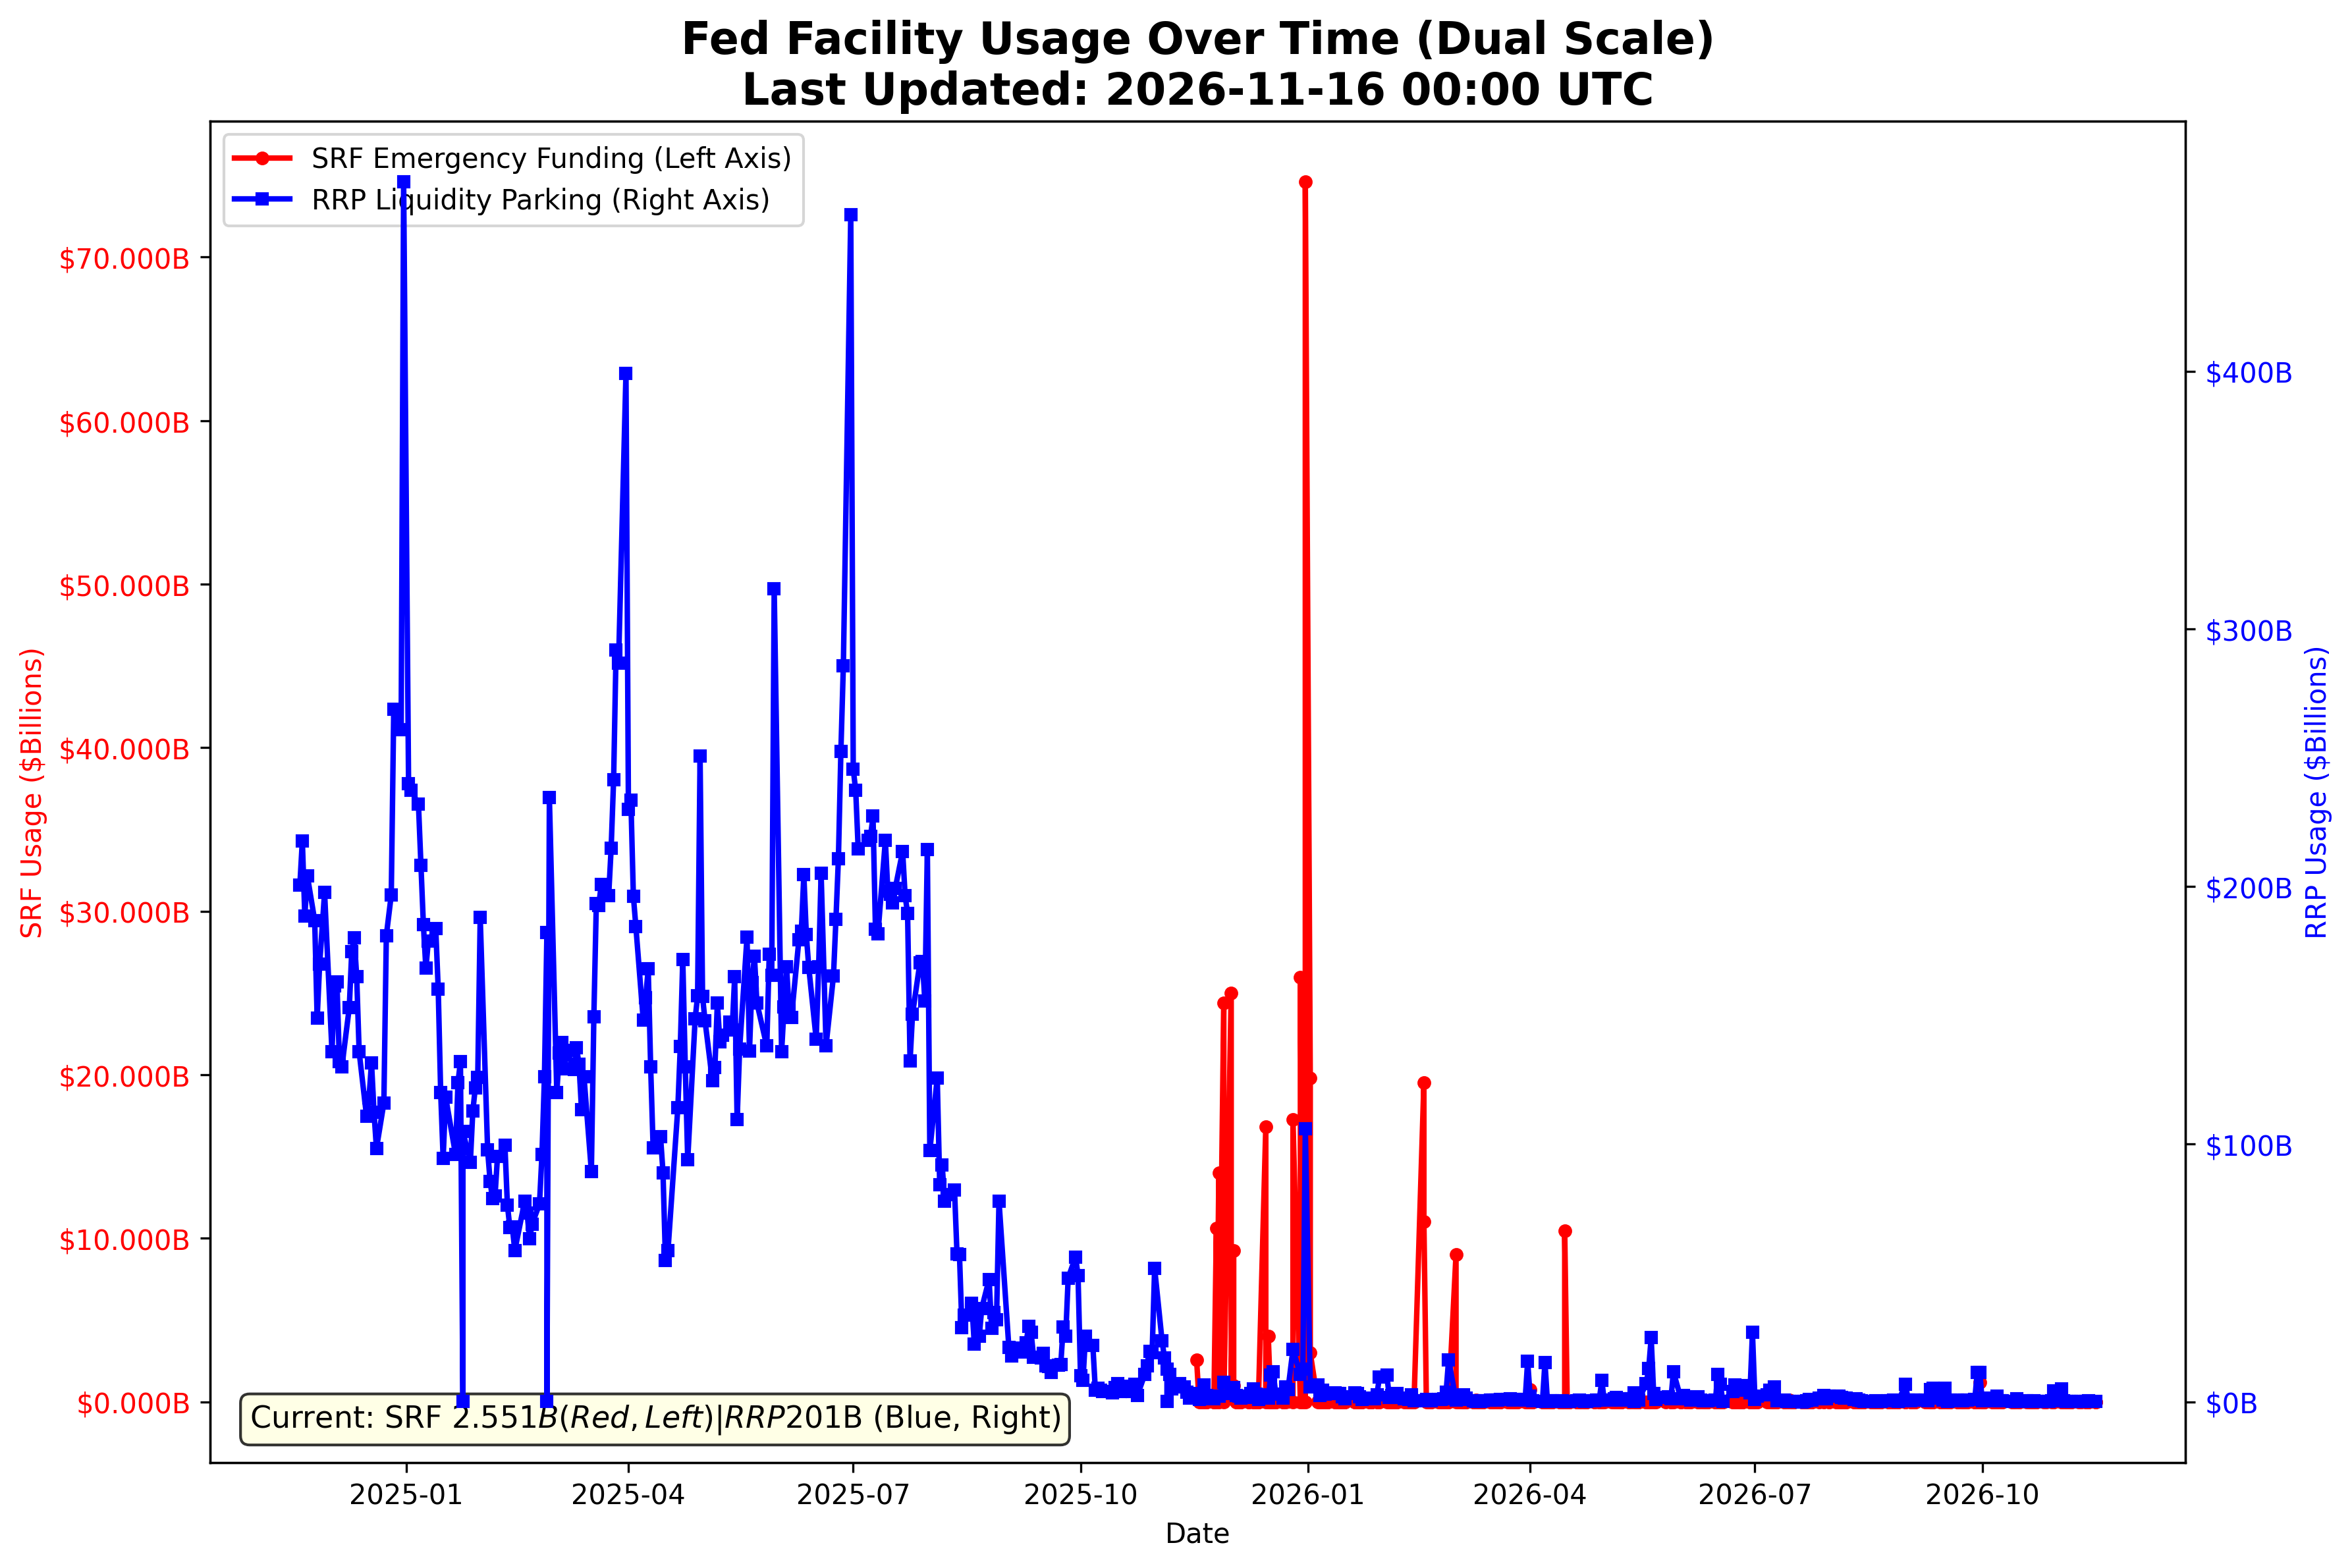 Fed Facility Usage Over Time (Dual Scale)
Last Updated: 2026-11-16 00:00 UTC
SRF Emergency Funding (Left Axis)
RRP Liquidity Parking (Right Axis)
$70.000B
$60.000B
$50.000B
$40.000B
$30.000B
$20.000B
$10.000B
$0.000B
SRF Usage ($Billions)
$400B
$300B
$200B
$100B
$0B
RRP Usage ($Billions)
Current: SRF 2.551B(Red,Left)|RRP201B (Blue, Right)
2025-01
2025-04
2025-07
2025-10
2026-01
2026-04
2026-07
2026-10
Date